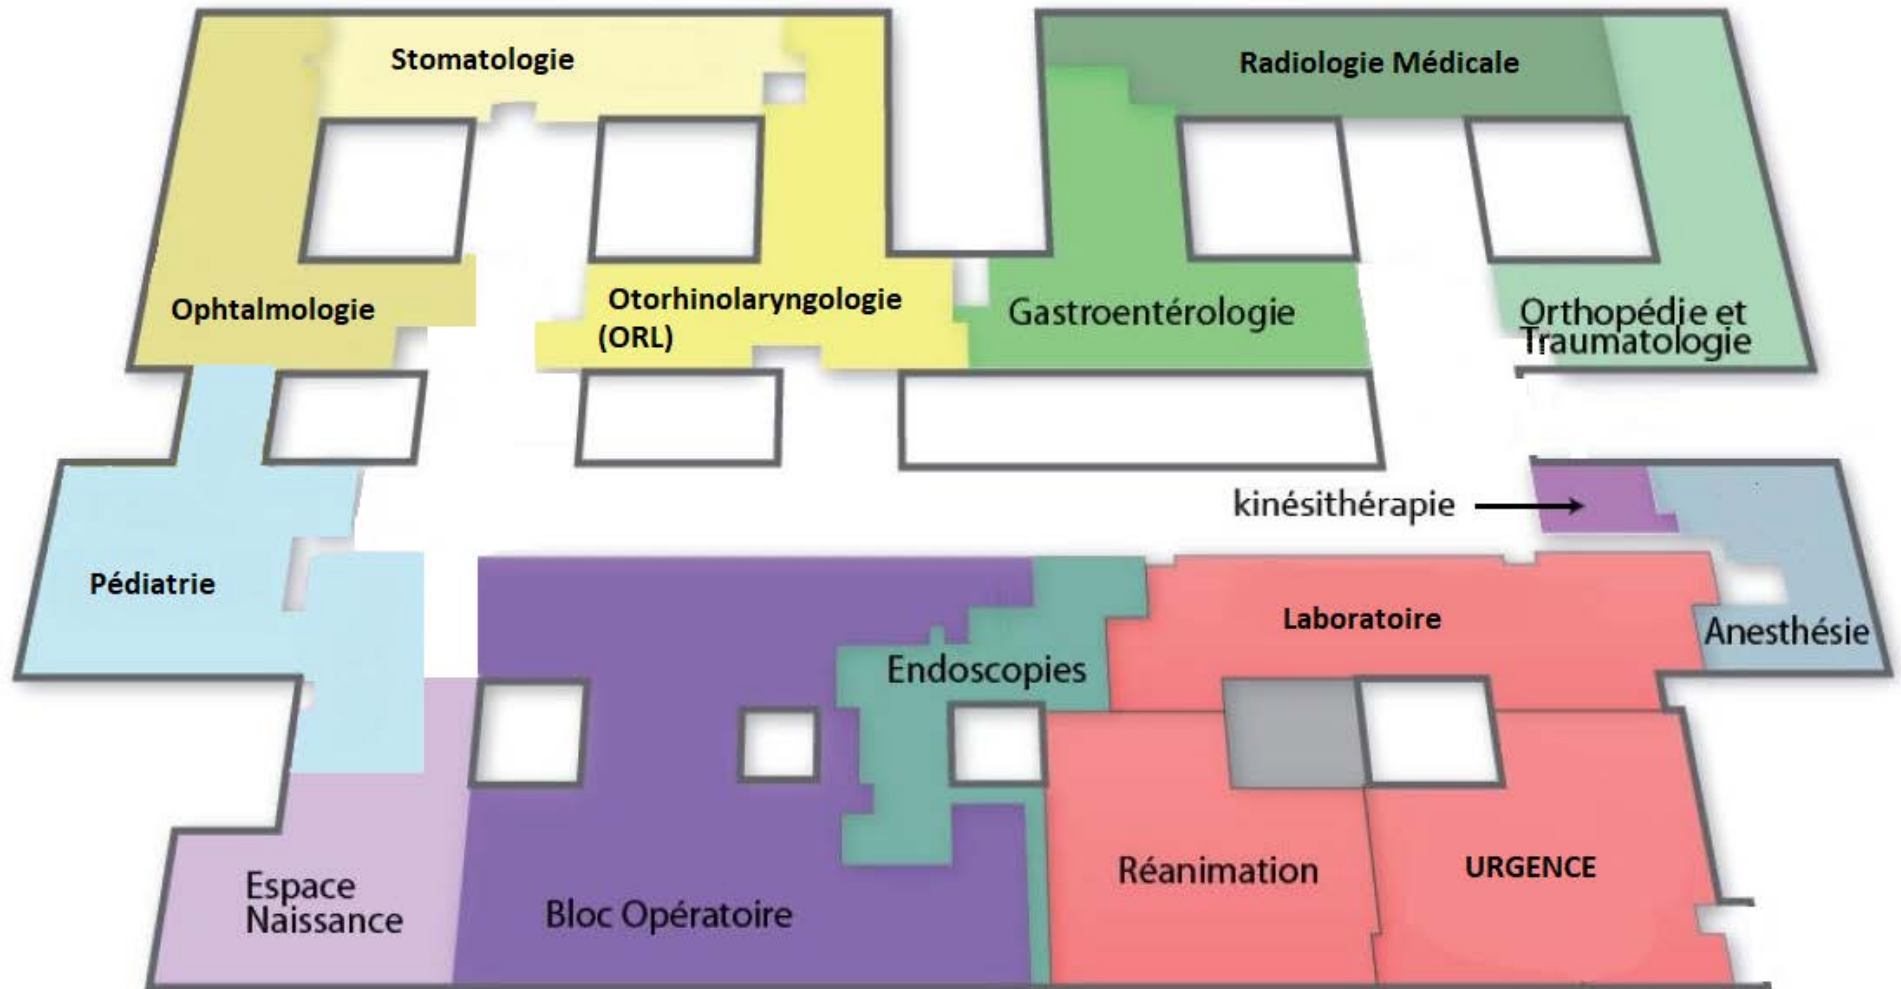 Stomatologie
Radiologie Médicale
Ophtalmologie
Otorhinolaryngologie
(ORL)
Gastroentérologie
Orthopédie et
Traumatologie
kinésithérapie
Pédiatrie
Laboratoire
Anesthésie
Endoscopies
Espace
Naissance
Bloc Opératoire
Réanimation
URGENCE